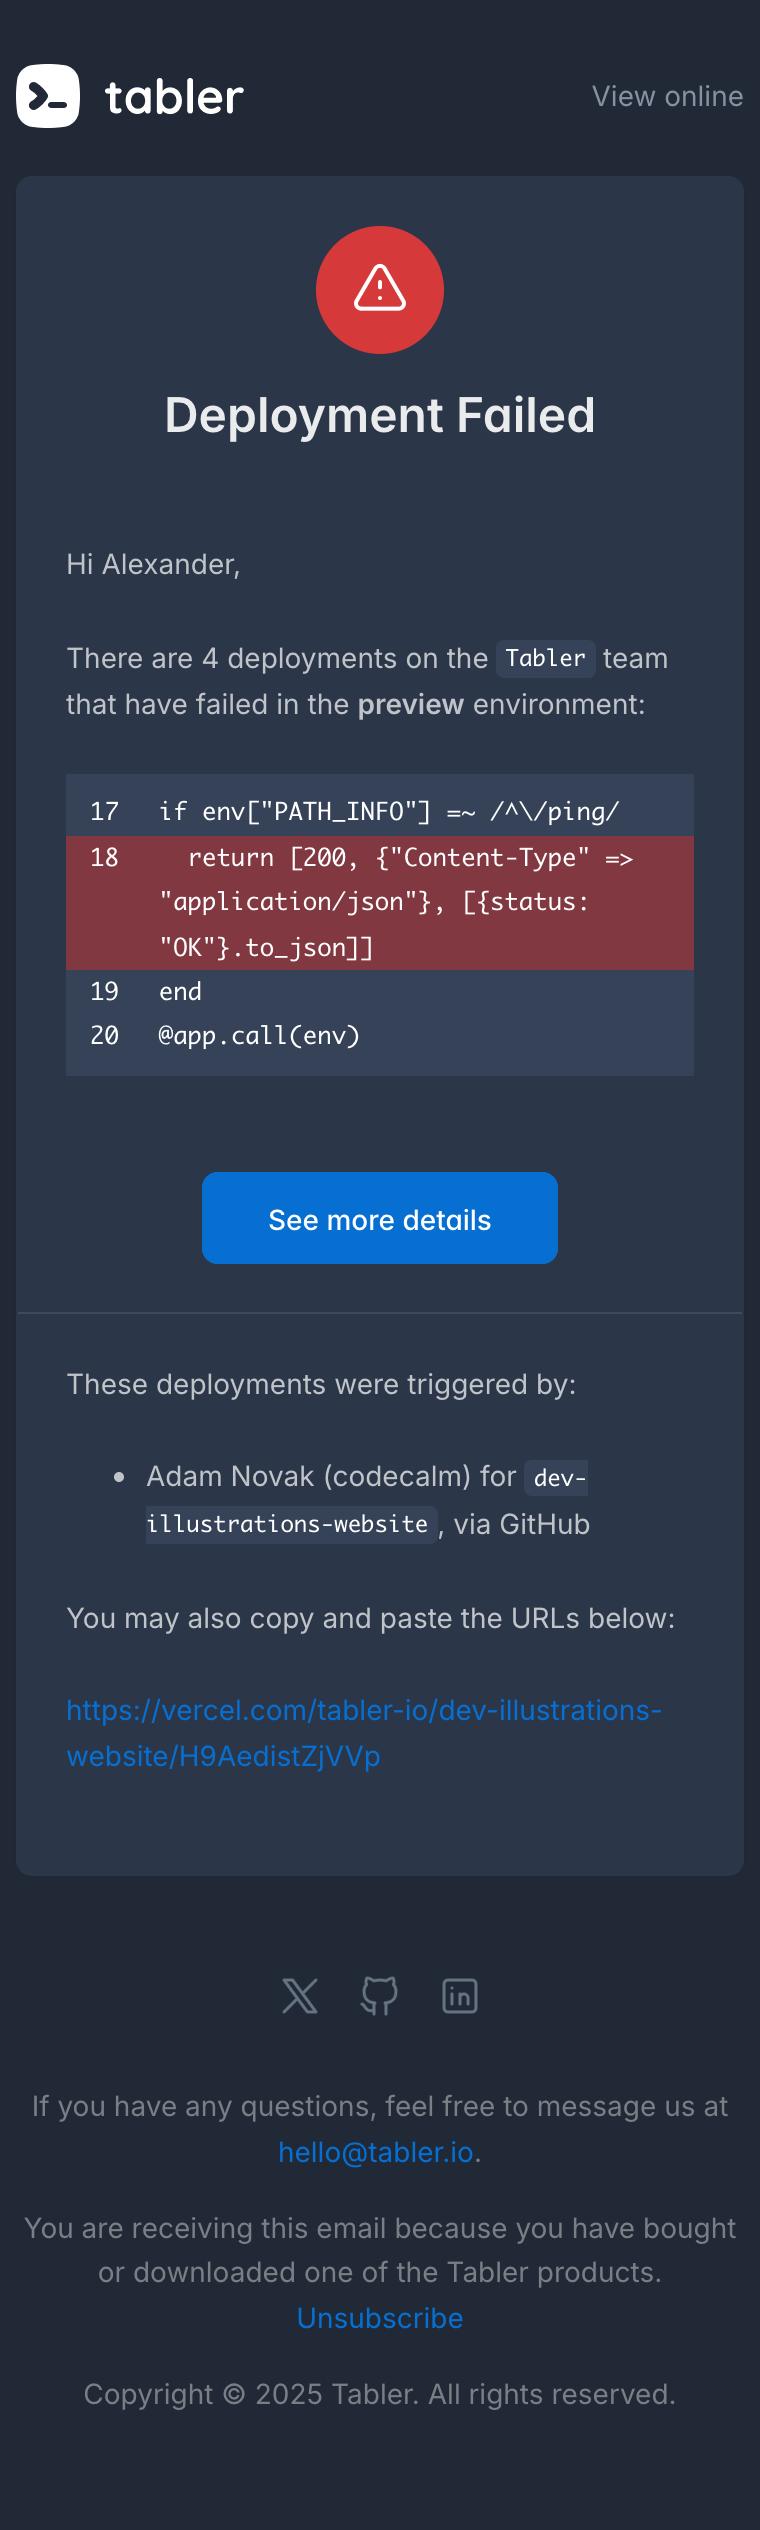 tabler
View online
Deployment Failed
Hi Alexander,
There are 4 deployments on the Tabler team
that have failed in the preview environment:
17 if env["PATH_INFO"] =~ /^\/ping/
18 return [200, {"Content-Type" =>
"application/json"}, [{status:
"OK"}.to_json]]
19 end
20 @app.call(env)
See more details
These deployments were triggered by:
• Adam Novak (codecalm) for dev-
illustrations-website, via GitHub
You may also copy and paste the URLs below:
https://vercel.com/tabler-io/dev-illustrations-
website/H9AedistZjVVp
If you have any questions, feel free to message us at
hello@tabler.io.
You are receiving this email because you have bought
or downloaded one of the Tabler products.
Unsubscribe
Copyright © 2025 Tabler. All rights reserved.